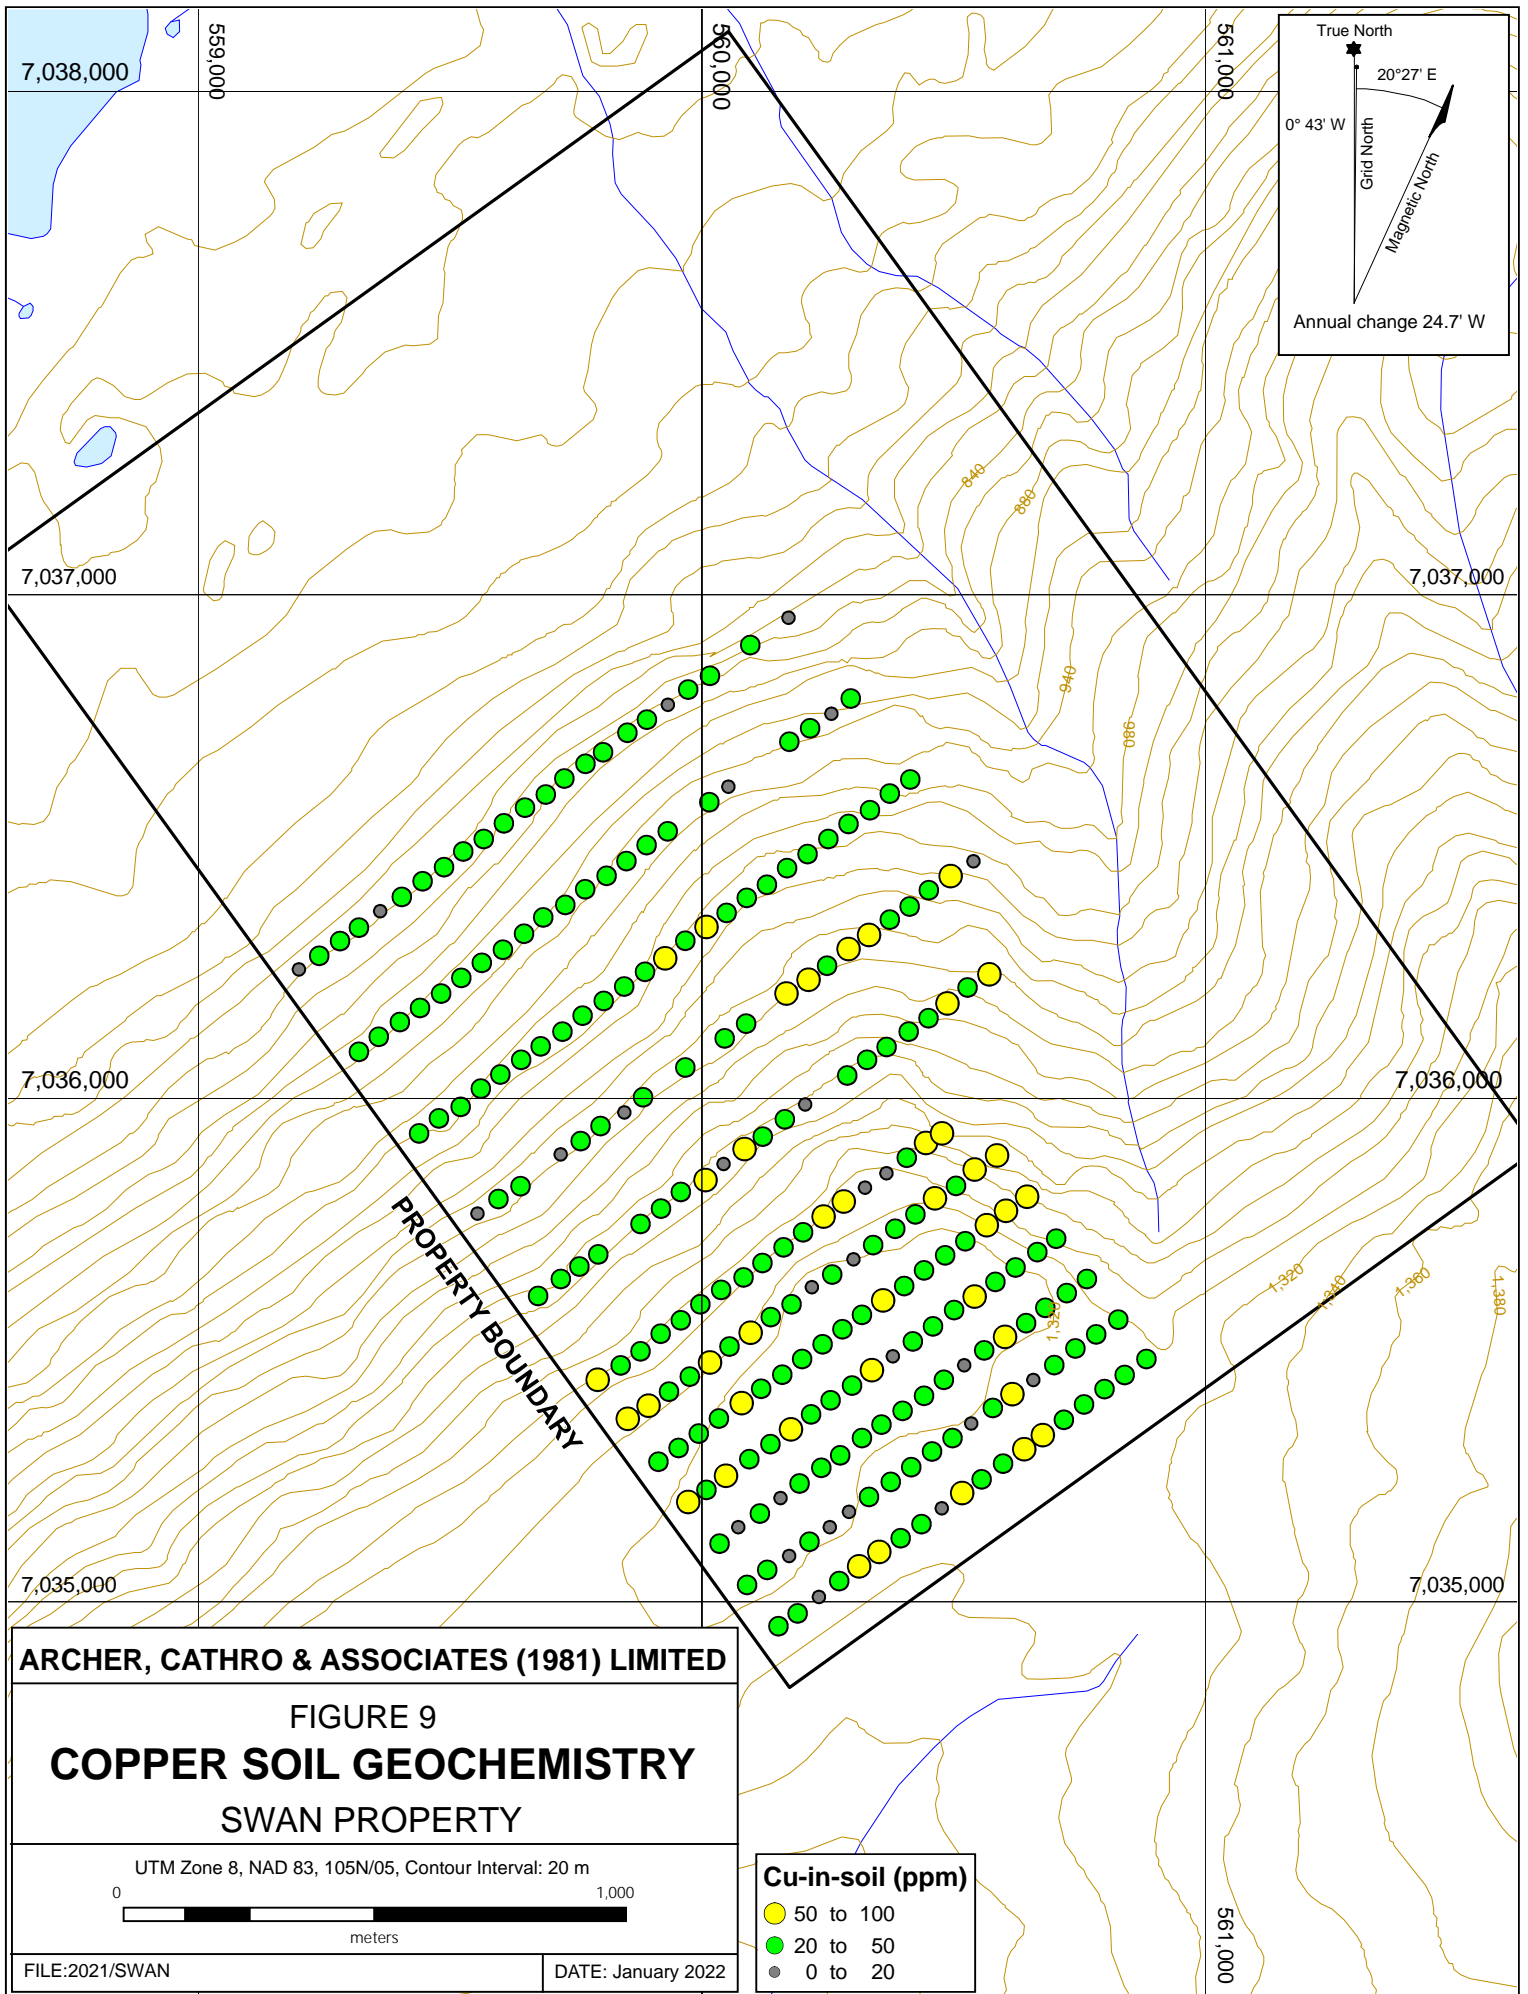 559,000
560,000
561,000
7,038,000
True North
20°27' E
0° 43' W
Grid North
Magnetic North
Annual change 24.7' W
840
880
7,037,000
7,037,000
940
980
7,036,000
7,036,000
PROPERTY BOUNDARY
1,320
1,340
1,360
1,380
1,320
7,035,000
7,035,000
ARCHER, CATHRO & ASSOCIATES (1981) LIMITED
FIGURE 9
COPPER SOIL GEOCHEMISTRY
SWAN PROPERTY
UTM Zone 8, NAD 83, 105N/05, Contour Interval: 20 m
0 1,000
meters
FILE:2021/SWAN
DATE: January 2022
Cu-in-soil (ppm)
50 to 100
20 to 50
0 to 20
561,000